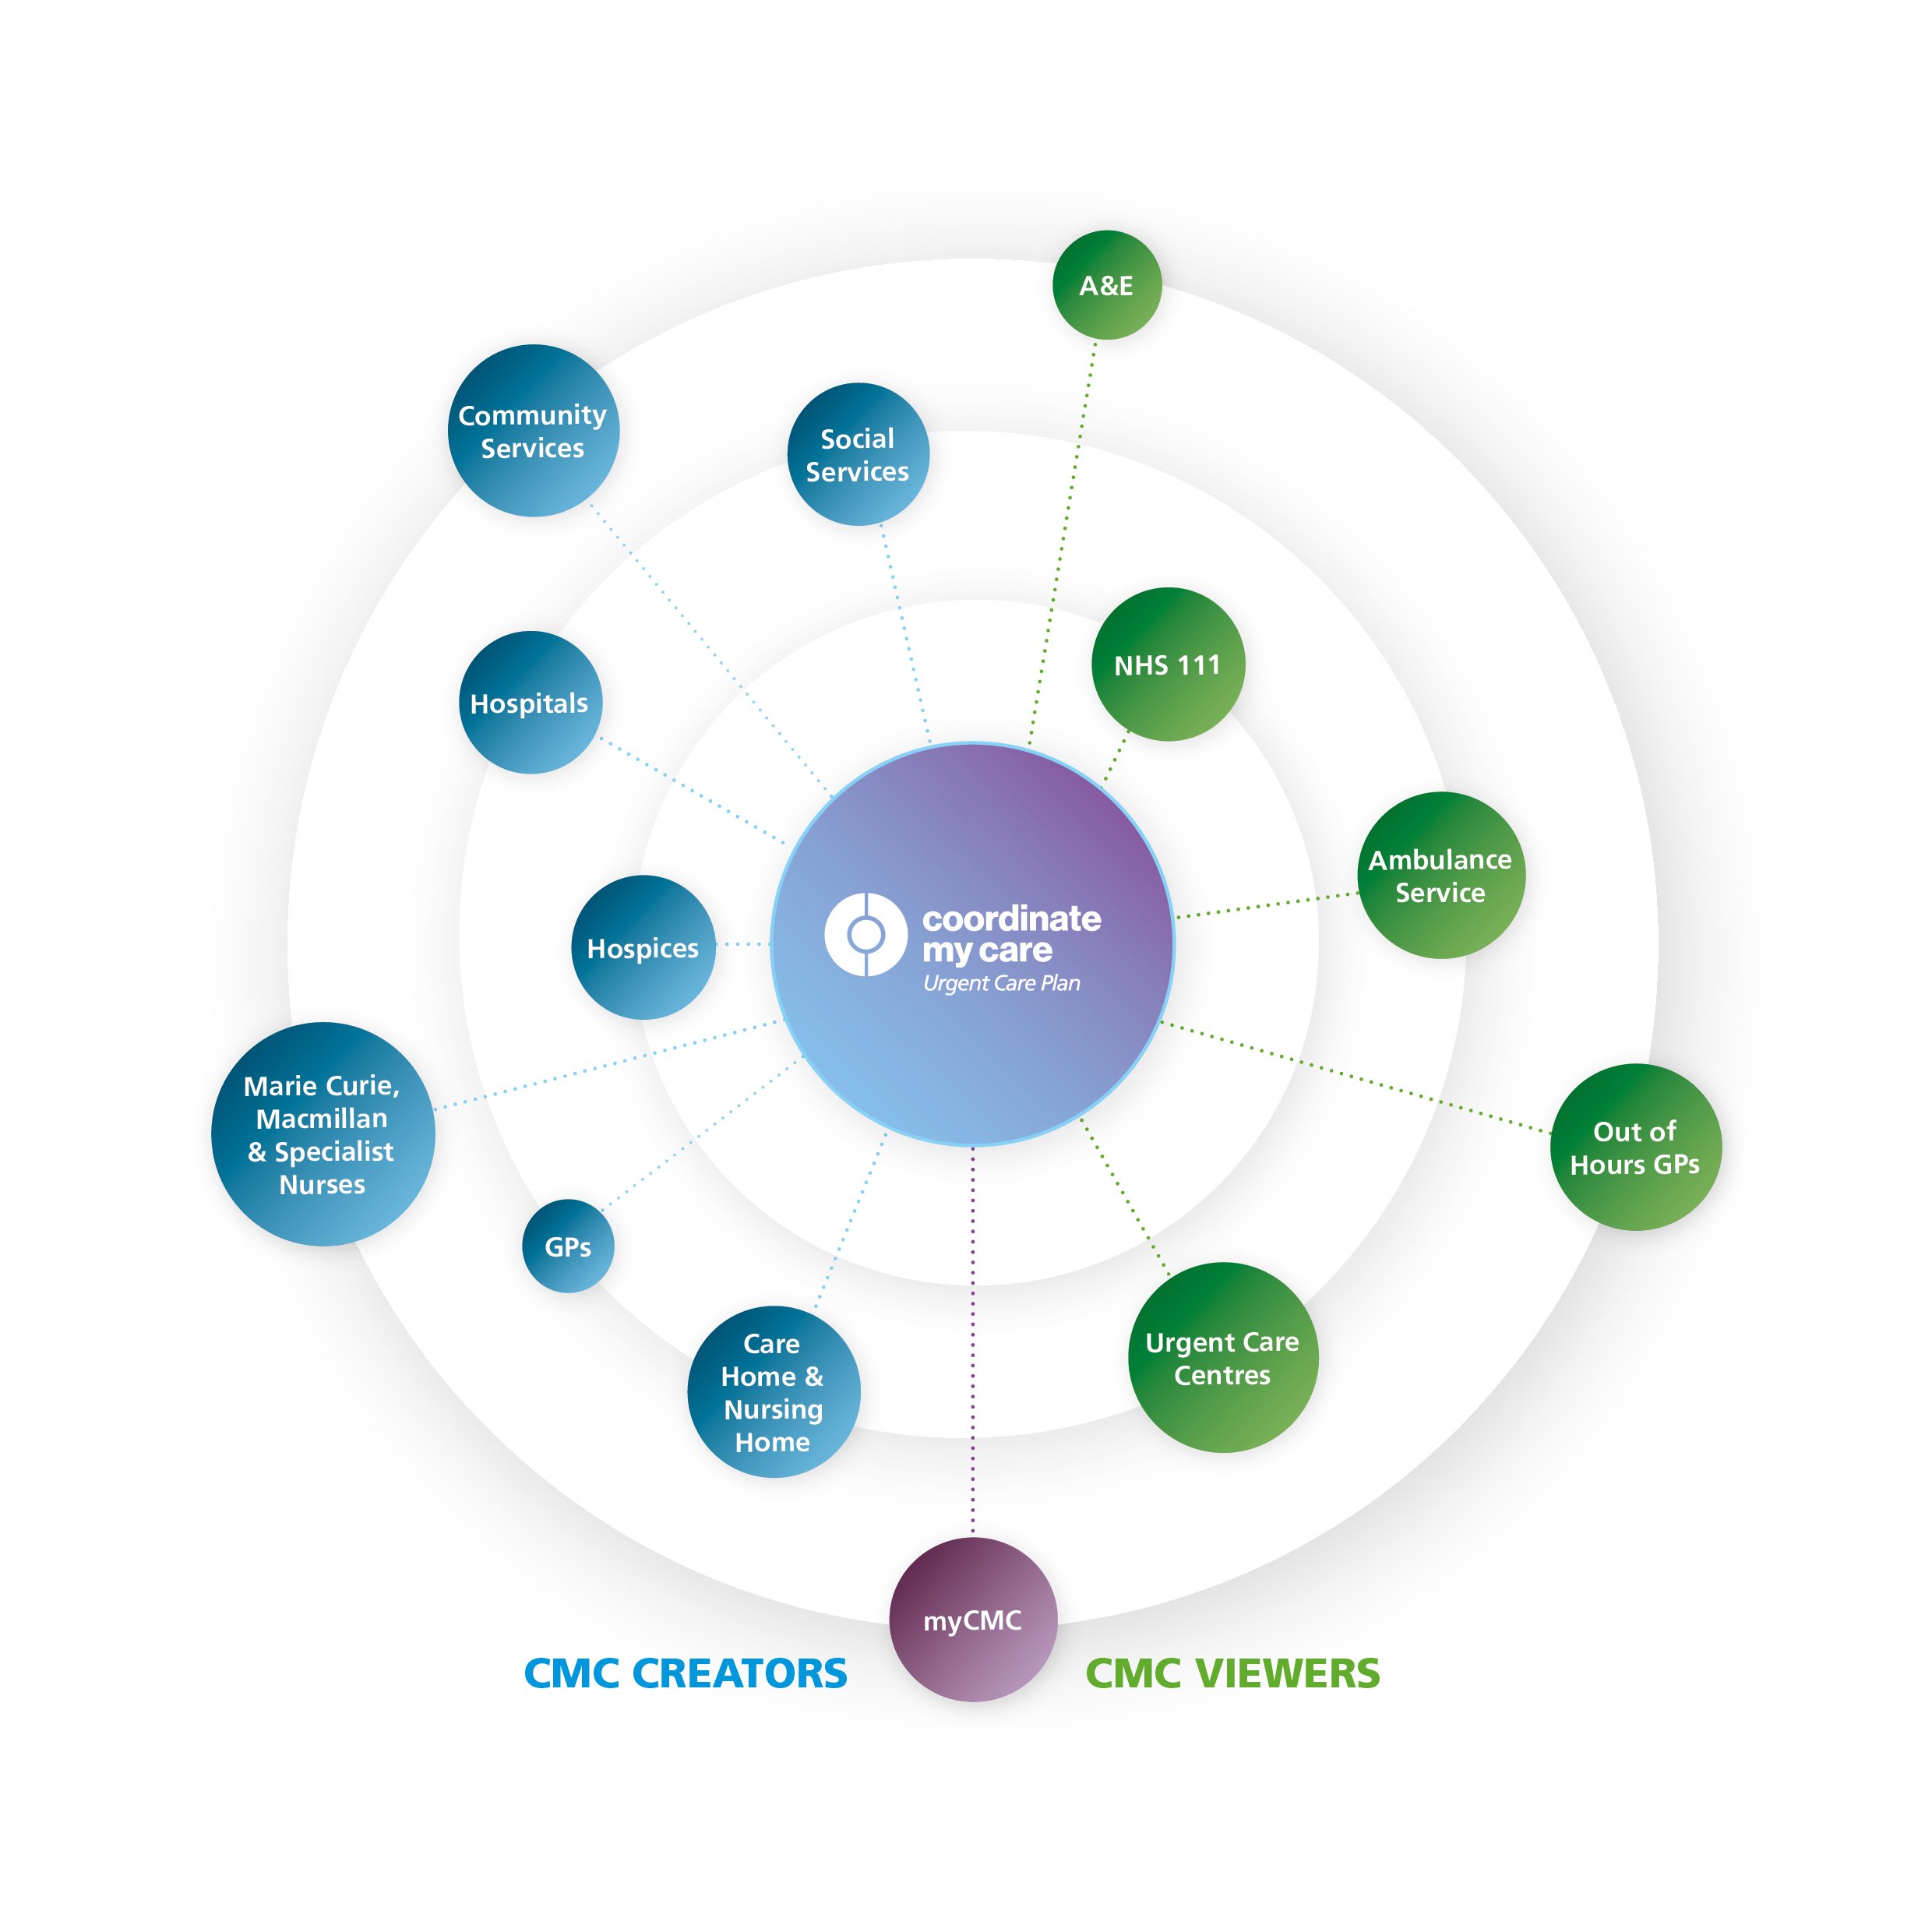 A&E
Community
Services
Social
Services
NHS 111
Hospitals
Ambulance
Service
Hospices
coordinate
my care
Urgent Care Plan
Marie Curie,
Macmillan
& Specialist
Nurses
Out of
Hours GPs
GPs
Care
Home &
Nursing
Home
Urgent Care
Centres
myCMC
CMC CREATORS
CMC VIEWERS